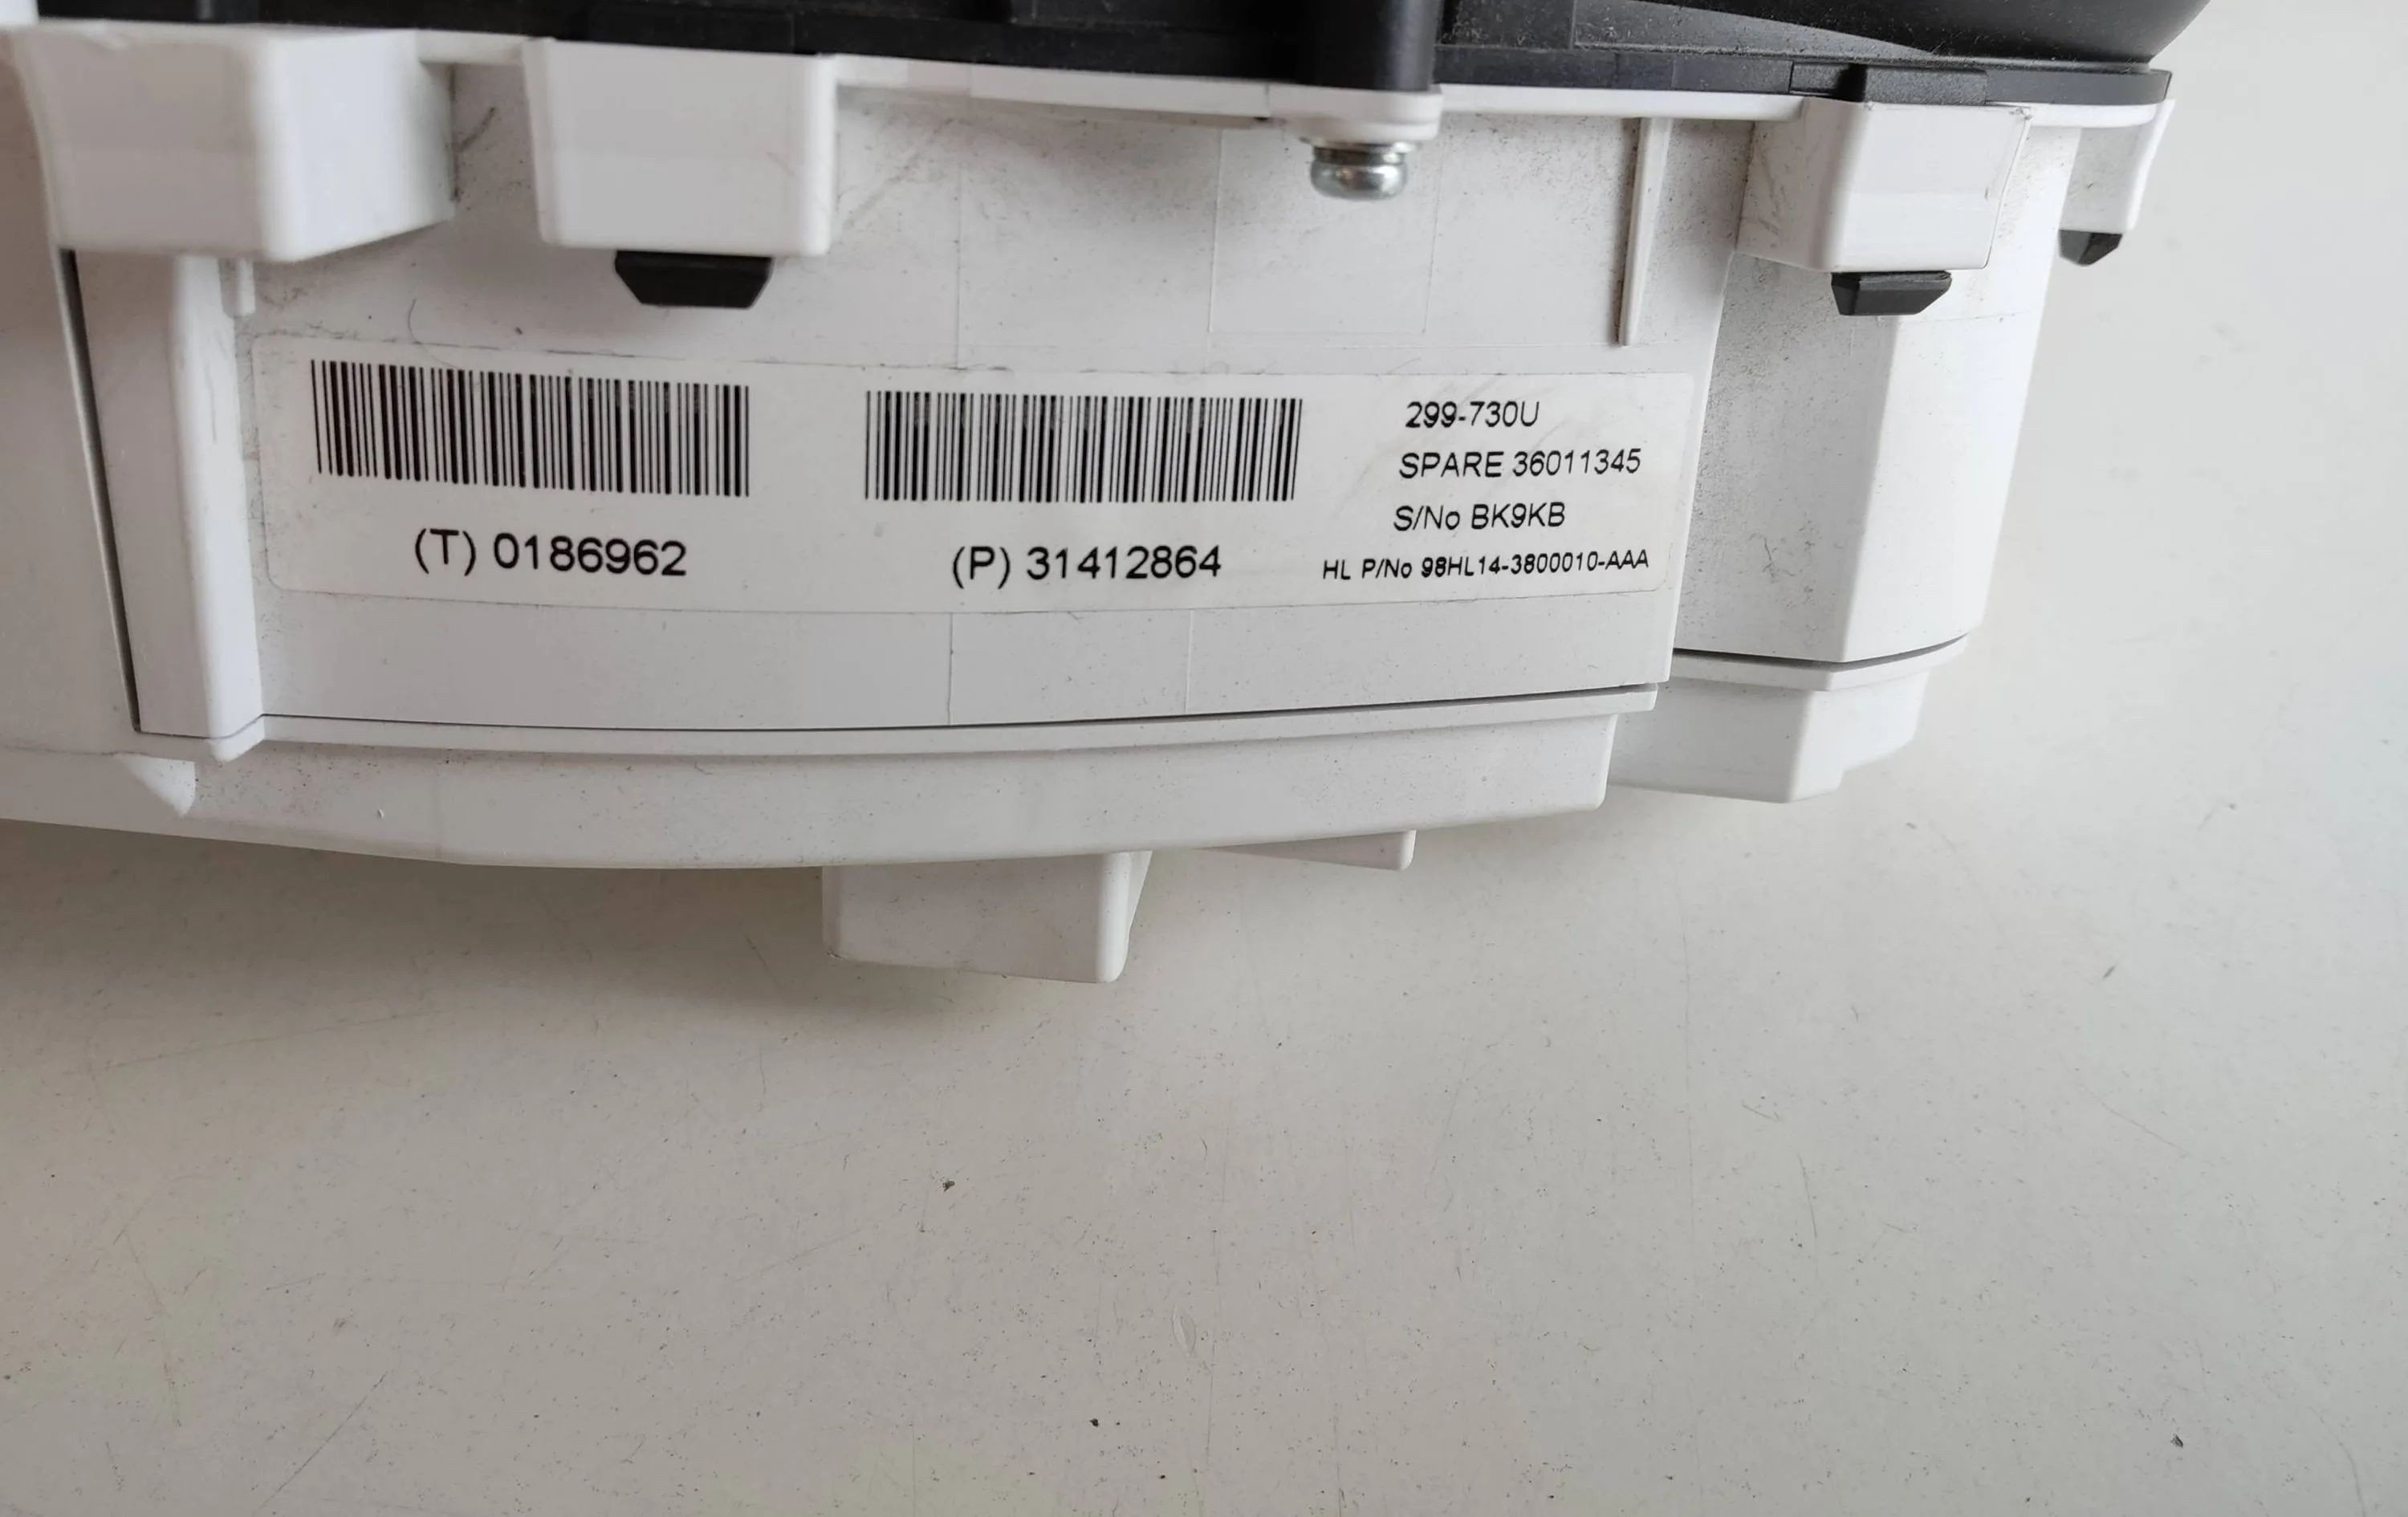 (T) 0186962
(P) 31412864
299-730U
SPARE 36011345
S/No BK9KB
HL P/No 98HL14-3800010-AAA